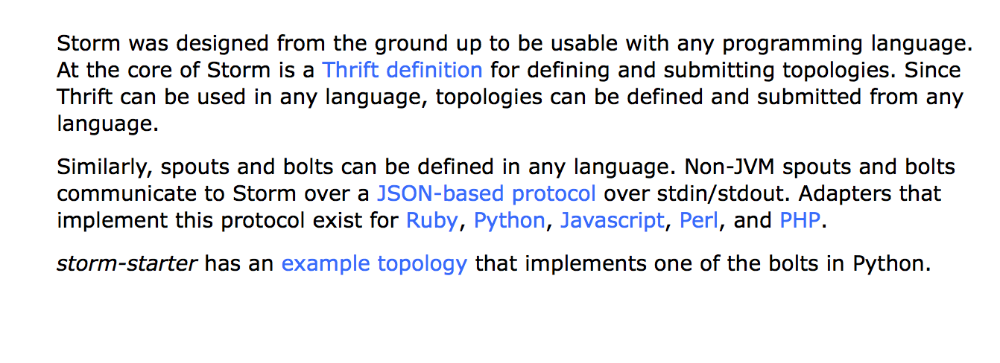 Storm was designed from the ground up to be usable with any programming language.
At the core of Storm is a Thrift definition for defining and submitting topologies. Since
Thrift can be used in any language, topologies can be defined and submitted from any
language.
Similarly, spouts and bolts can be defined in any language. Non-JVM spouts and bolts
communicate to Storm over a JSON-based protocol over stdin/stdout. Adapters that
implement this protocol exist for Ruby, Python, Javascript, Perl, and PHP.
storm-starter has an example topology that implements one of the bolts in Python.